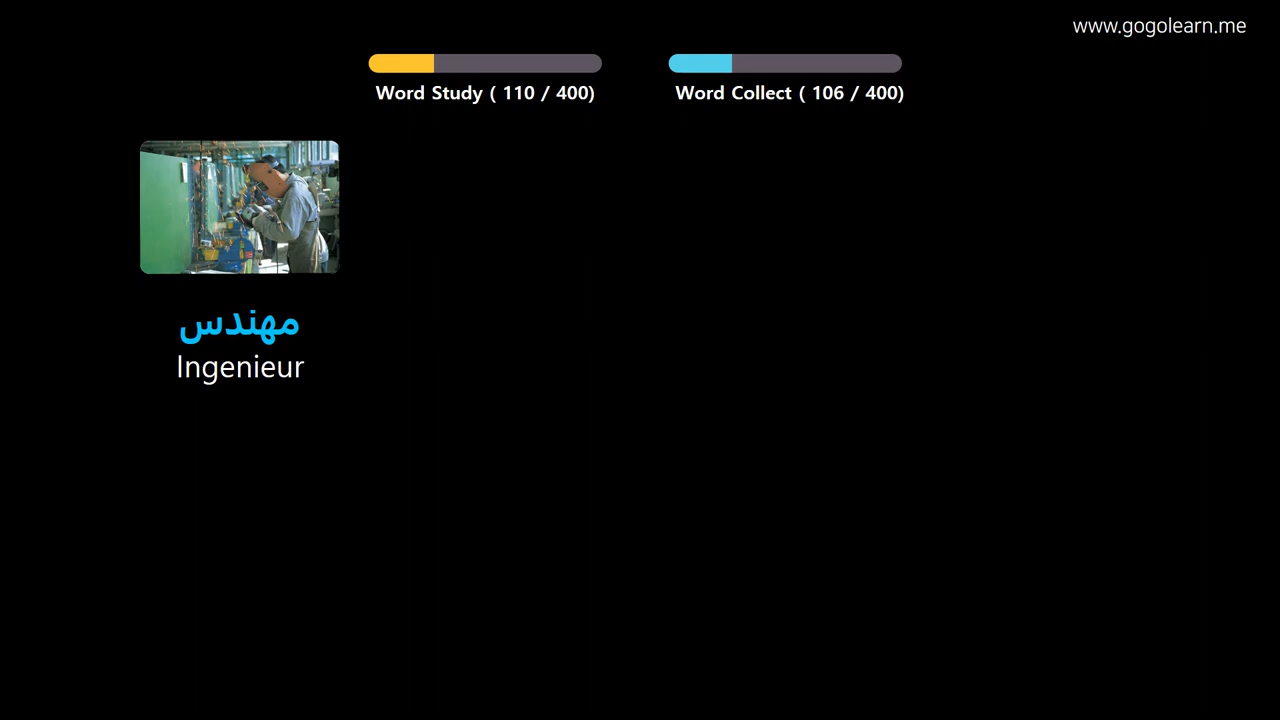 www.gogolearn.me
Word Study ( 110 / 400)
Word Collect ( 106 / 400)
مهندس
Ingenieur